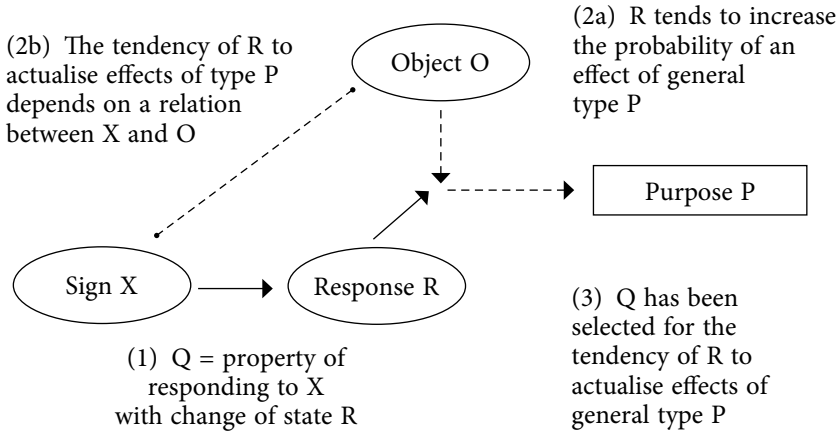 (2b) The tendency of R to
actualise effects of type P
depends on a relation
between X and O
Object O
(2a) R tends to increase
the probability of an
effect of general
type P
Purpose P
Sign X
Response R
(1) Q = property of
responding to X
with change of state R
(3) Q has been
selected for the
tendency of R to
actualise effects of
general type P